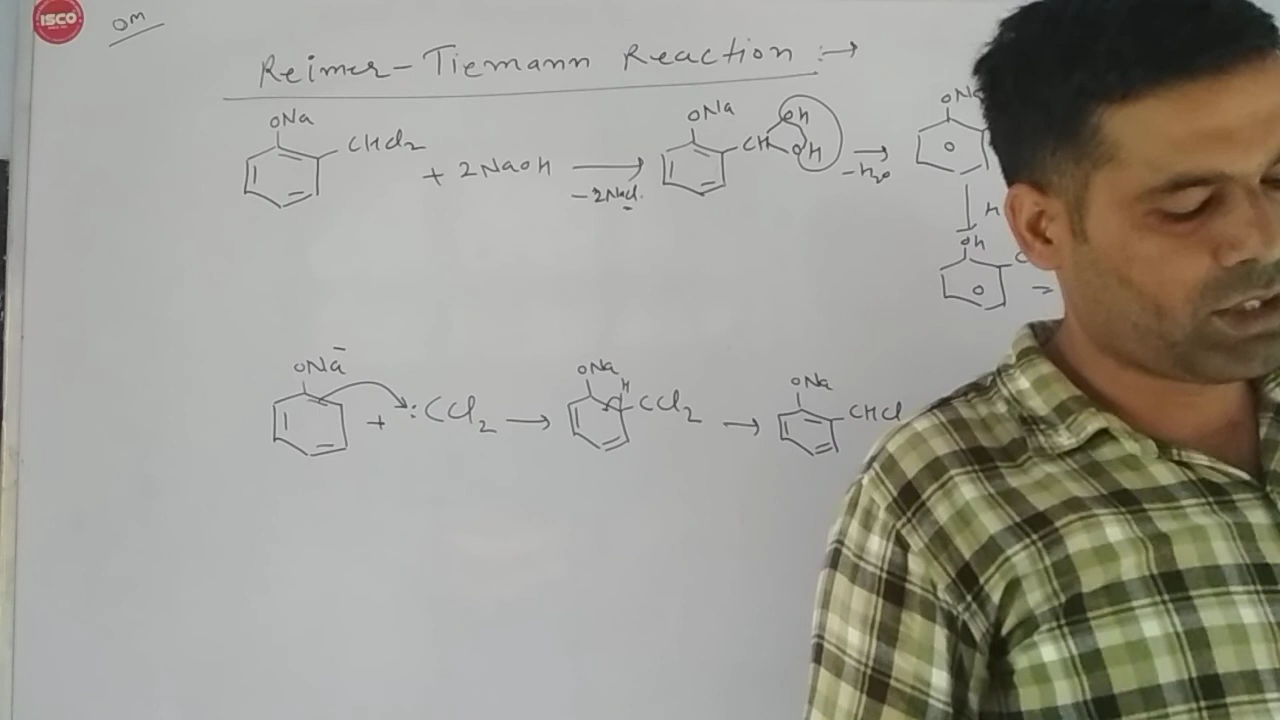 ISCO
OM
Reimer-Tiemann Reaction :→
ONa
CHCl2 + 2NaOH → -2NaCl
ONa
CH OH OH → -H2O
ONa
H
OH
ONa- + :CCl2 → ONa H CCl2 → ONa CHCl